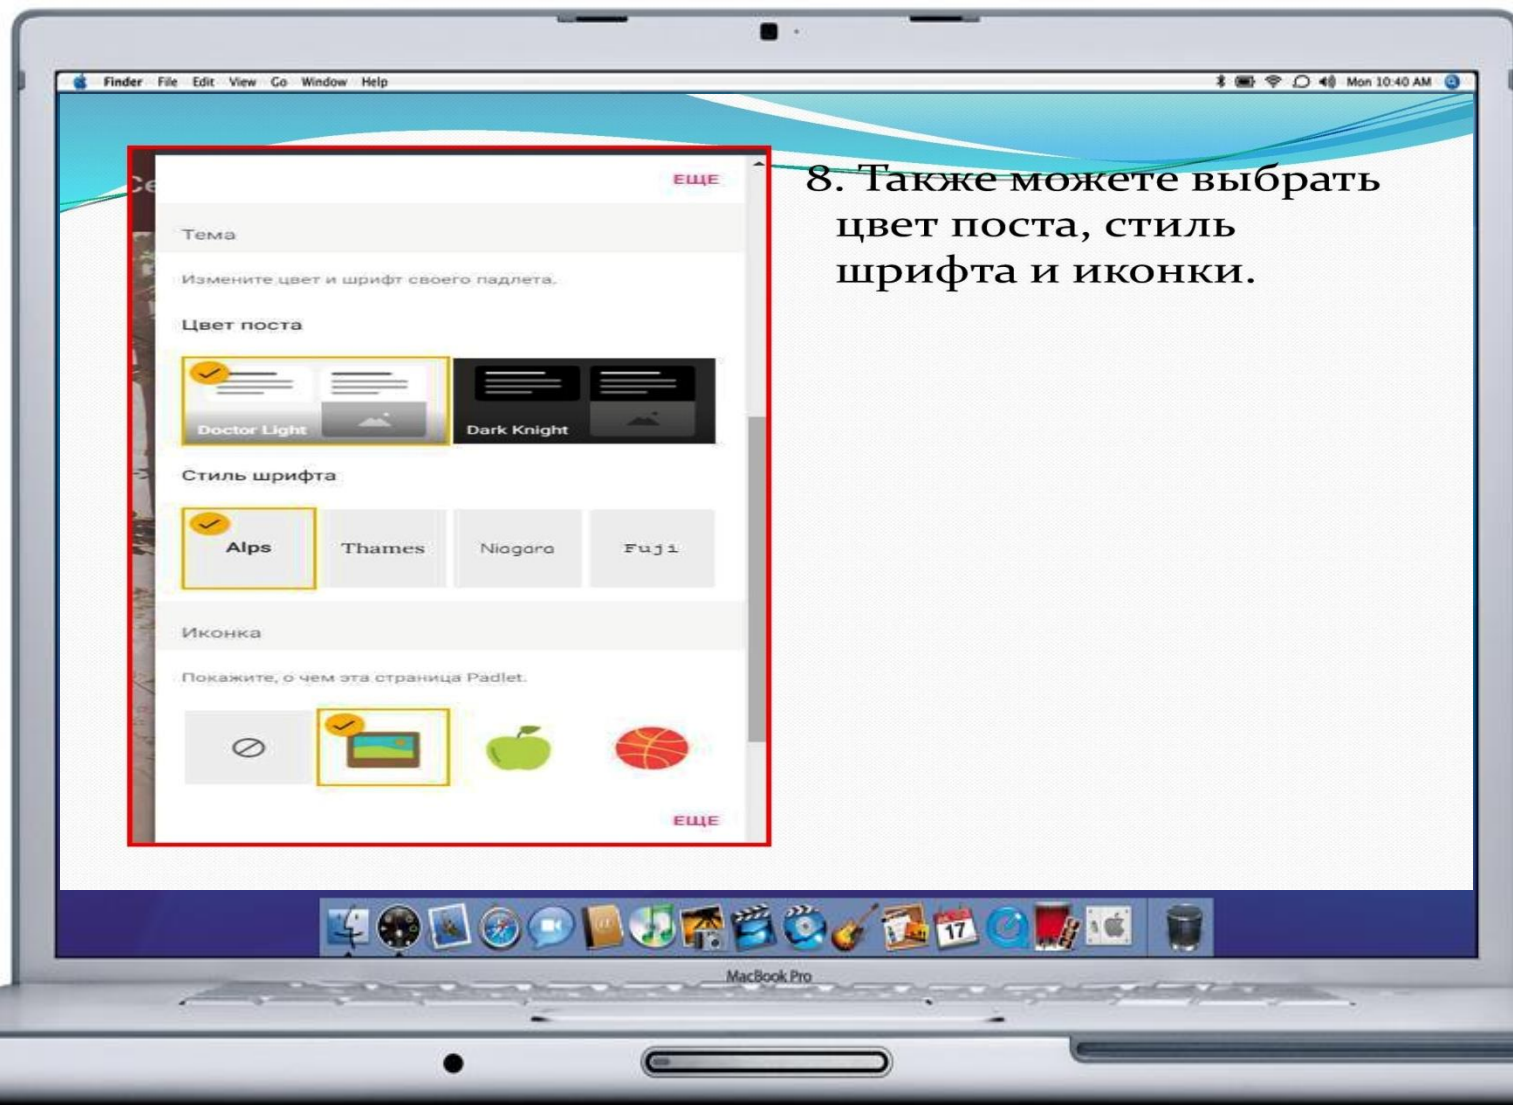 Finder File Edit View Go Window Help
Mon 10:40 AM
Се
ЕЩЕ
Тема
Измените цвет и шрифт своего падлета.
Цвет поста
Doctor Light
Dark Knight
Стиль шрифта
Alps
Thames
Niagara
Fuji
Иконка
Покажите, о чем эта страница Padlet.
ЕЩЕ
8. Также можете выбрать
цвет поста, стиль
шрифта и иконки.
17
MacBook Pro